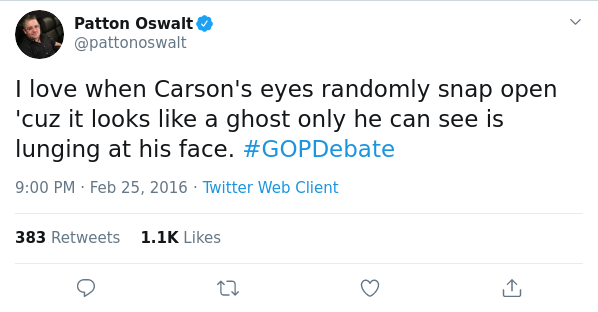 Patton Oswalt
@pattonoswalt
I love when Carson's eyes randomly snap open
'cuz it looks like a ghost only he can see is
lunging at his face. #GOPDebate
9:00 PM · Feb 25, 2016 · Twitter Web Client
383 Retweets 1.1K Likes